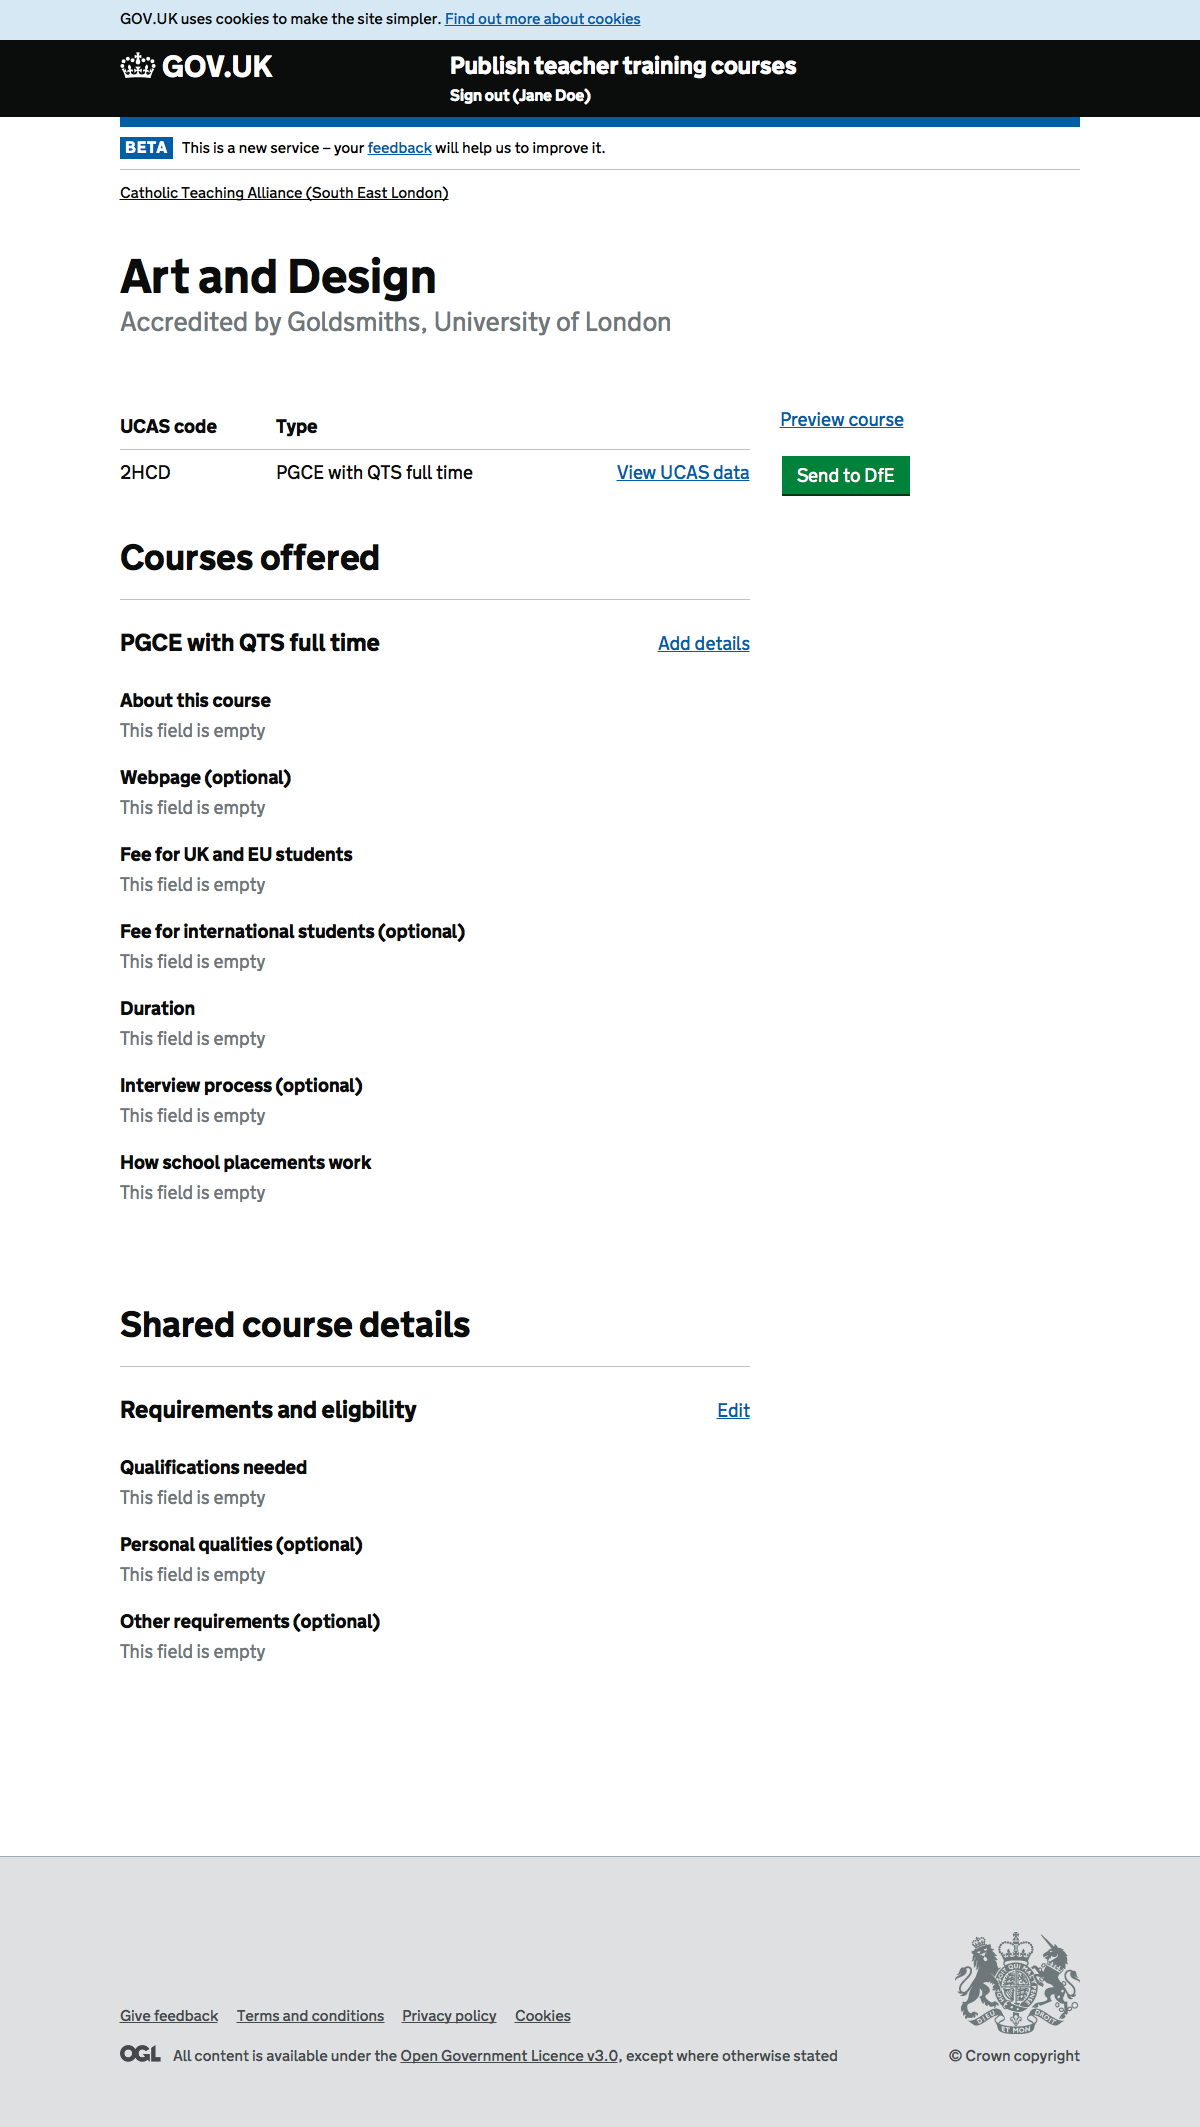 GOV.UK uses cookies to make the site simpler. Find out more about cookies
GOV.UK
Publish teacher training courses
Sign out (Jane Doe)
BETA This is a new service – your feedback will help us to improve it.
Catholic Teaching Alliance (South East London)
Art and Design
Accredited by Goldsmiths, University of London
UCAS code Type
Preview course
2HCD PGCE with QTS full time View UCAS data
Send to DfE
Courses offered
PGCE with QTS full time Add details
About this course
This field is empty
Webpage (optional)
This field is empty
Fee for UK and EU students
This field is empty
Fee for international students (optional)
This field is empty
Duration
This field is empty
Interview process (optional)
This field is empty
How school placements work
This field is empty
Shared course details
Requirements and eligbility Edit
Qualifications needed
This field is empty
Personal qualities (optional)
This field is empty
Other requirements (optional)
This field is empty
Give feedback Terms and conditions Privacy policy Cookies
OGL All content is available under the Open Government Licence v3.0, except where otherwise stated
© Crown copyright